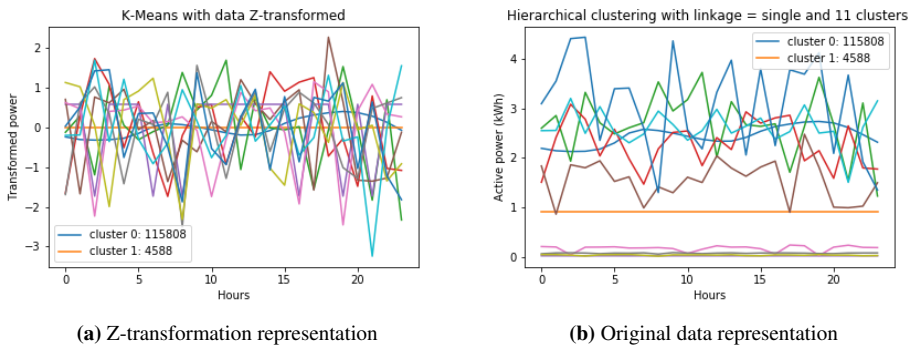 K-Means with data Z-transformed
2
1
0
−1
−2
−3
Transformed power
cluster 0: 115808
cluster 1: 4588
0
5
10
15
20
Hours
(a) Z-transformation representation
Hierarchical clustering with linkage = single and 11 clusters
4
3
2
1
0
Active power (kWh)
cluster 0: 115808
cluster 1: 4588
0
5
10
15
20
Hours
(b) Original data representation